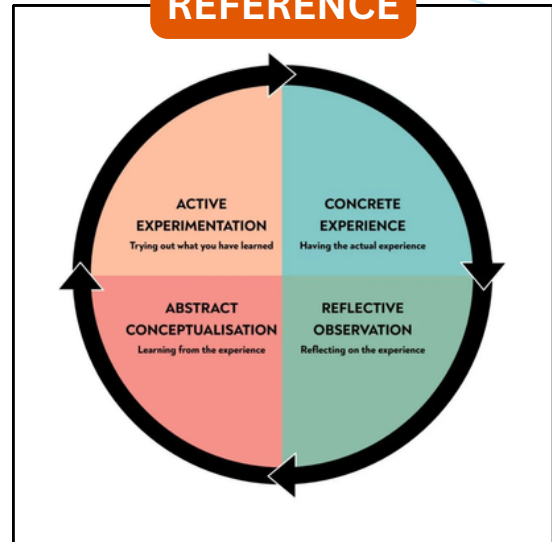 REFERENCE
ACTIVE
EXPERIMENTATION
Trying out what you have learned
CONCRETE
EXPERIENCE
Having the actual experience
ABSTRACT
CONCEPTUALISATION
Learning from the experience
REFLECTIVE
OBSERVATION
Reflecting on the experience